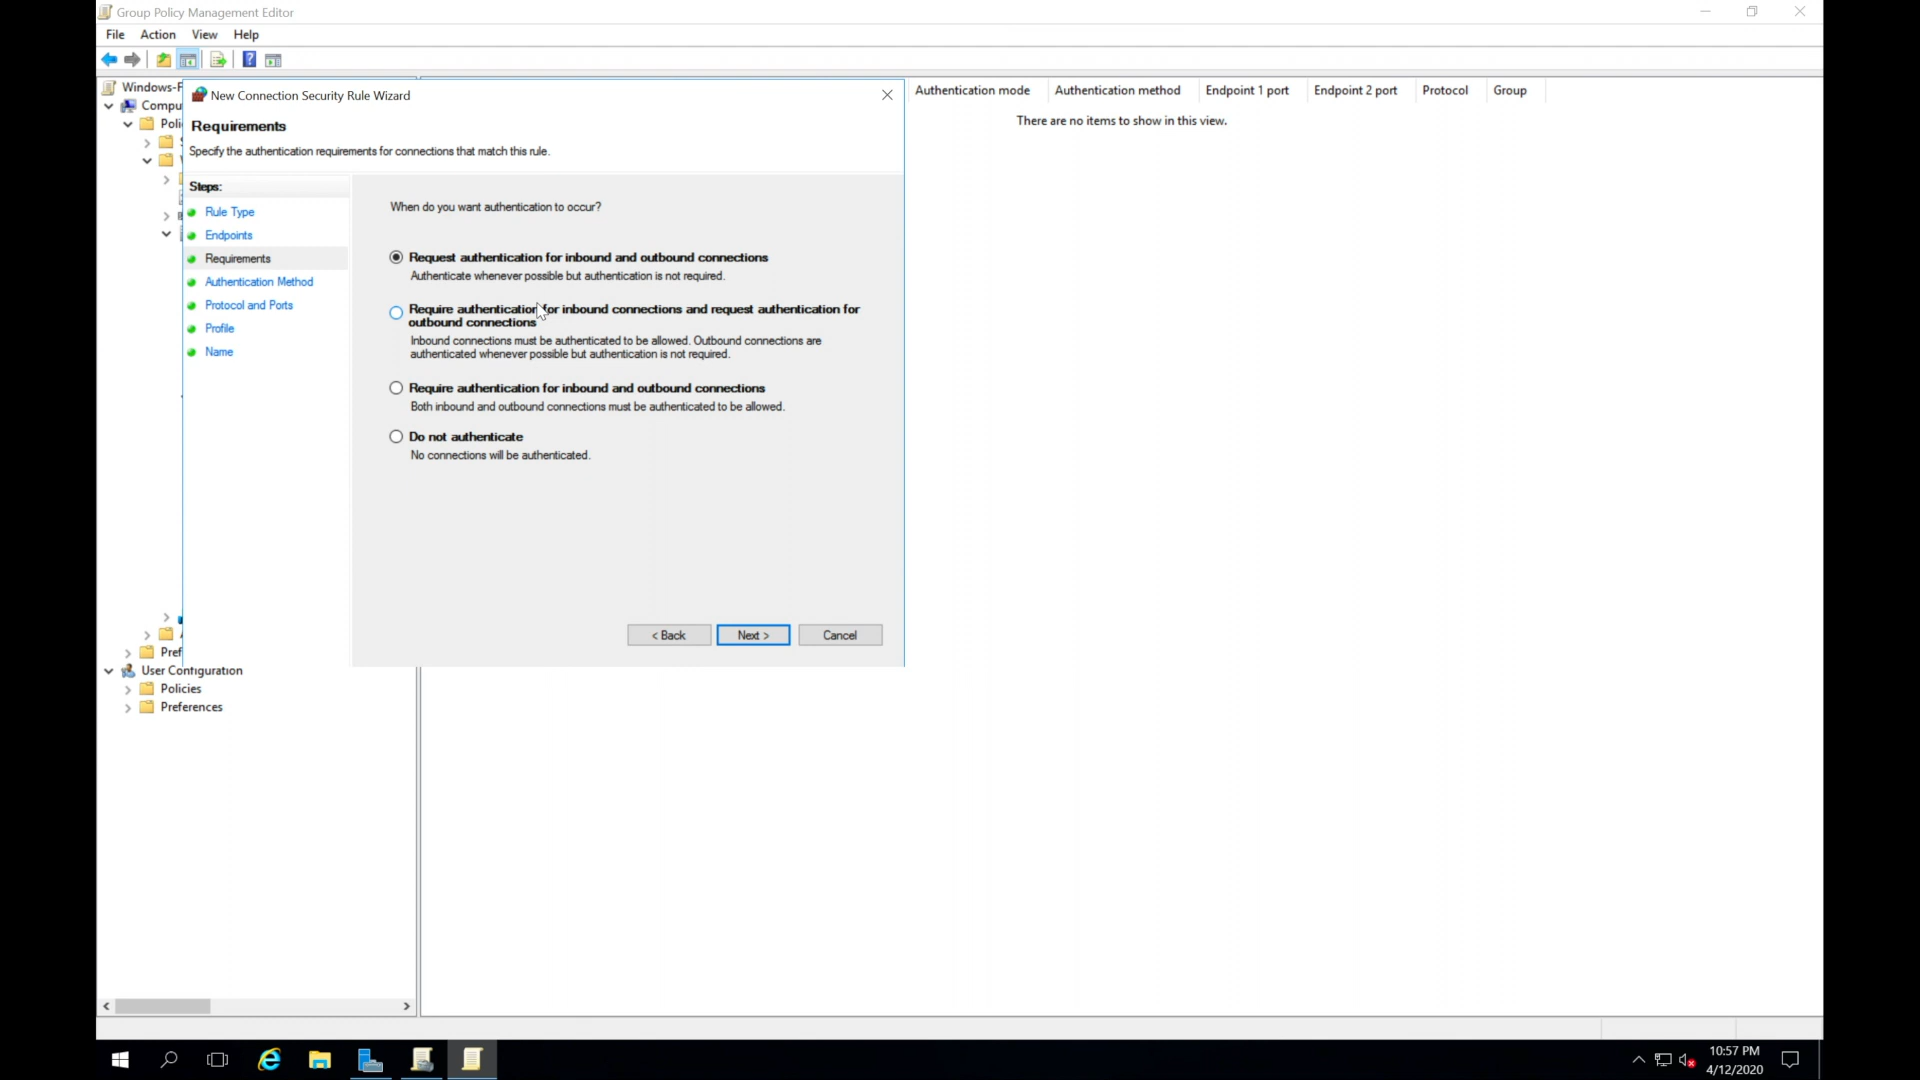 Group Policy Management Editor
File Action View Help
Windows-F
Compu
Poli
Pref
User Configuration
Policies
Preferences
New Connection Security Rule Wizard
Requirements
Specify the authentication requirements for connections that match this rule.
Steps:
Rule Type
Endpoints
Requirements
Authentication Method
Protocol and Ports
Profile
Name
When do you want authentication to occur?
Request authentication for inbound and outbound connections
Authenticate whenever possible but authentication is not required.
Require authentication for inbound connections and request authentication for
outbound connections
Inbound connections must be authenticated to be allowed. Outbound connections are
authenticated whenever possible but authentication is not required.
Require authentication for inbound and outbound connections
Both inbound and outbound connections must be authenticated to be allowed.
Do not authenticate
No connections will be authenticated.
< Back Next > Cancel
Authentication mode Authentication method Endpoint 1 port Endpoint 2 port Protocol Group
There are no items to show in this view.
10:57 PM
4/12/2020